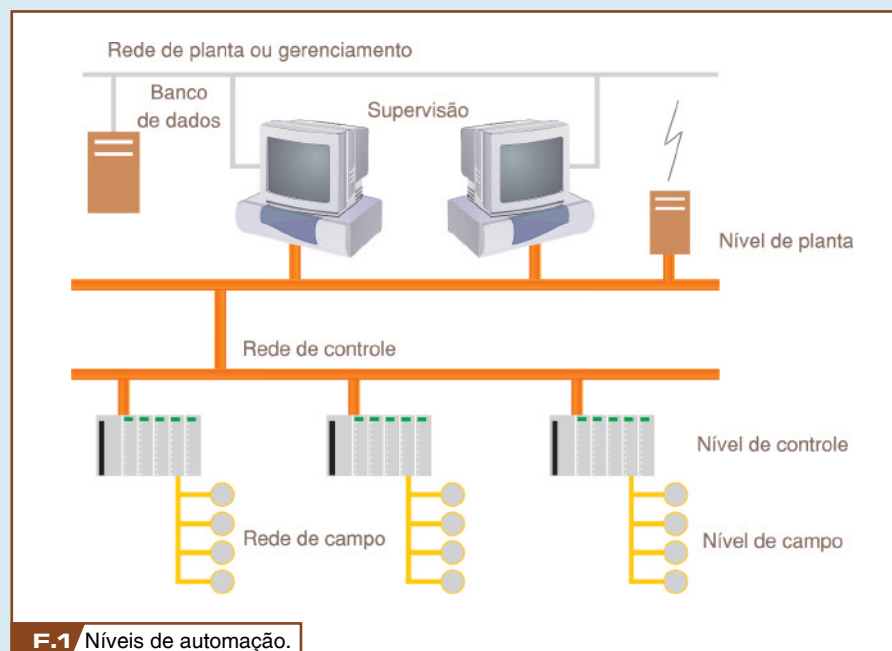 Rede de planta ou gerenciamento
Banco
de dados
Supervisão
Nível de planta
Rede de controle
Nível de controle
Rede de campo
Nível de campo
F.1 Níveis de automação.